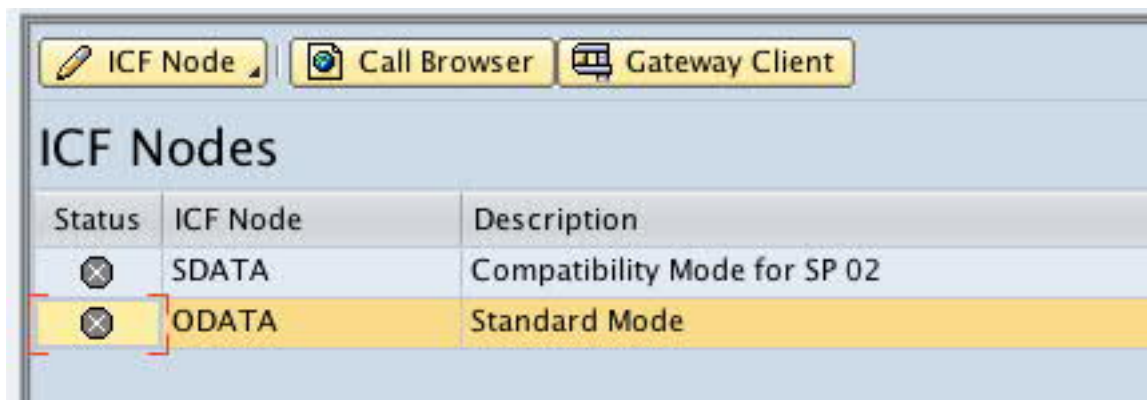 ICF Node Call Browser Gateway Client
ICF Nodes
Status ICF Node Description
SDATA Compatibility Mode for SP 02
ODATA Standard Mode